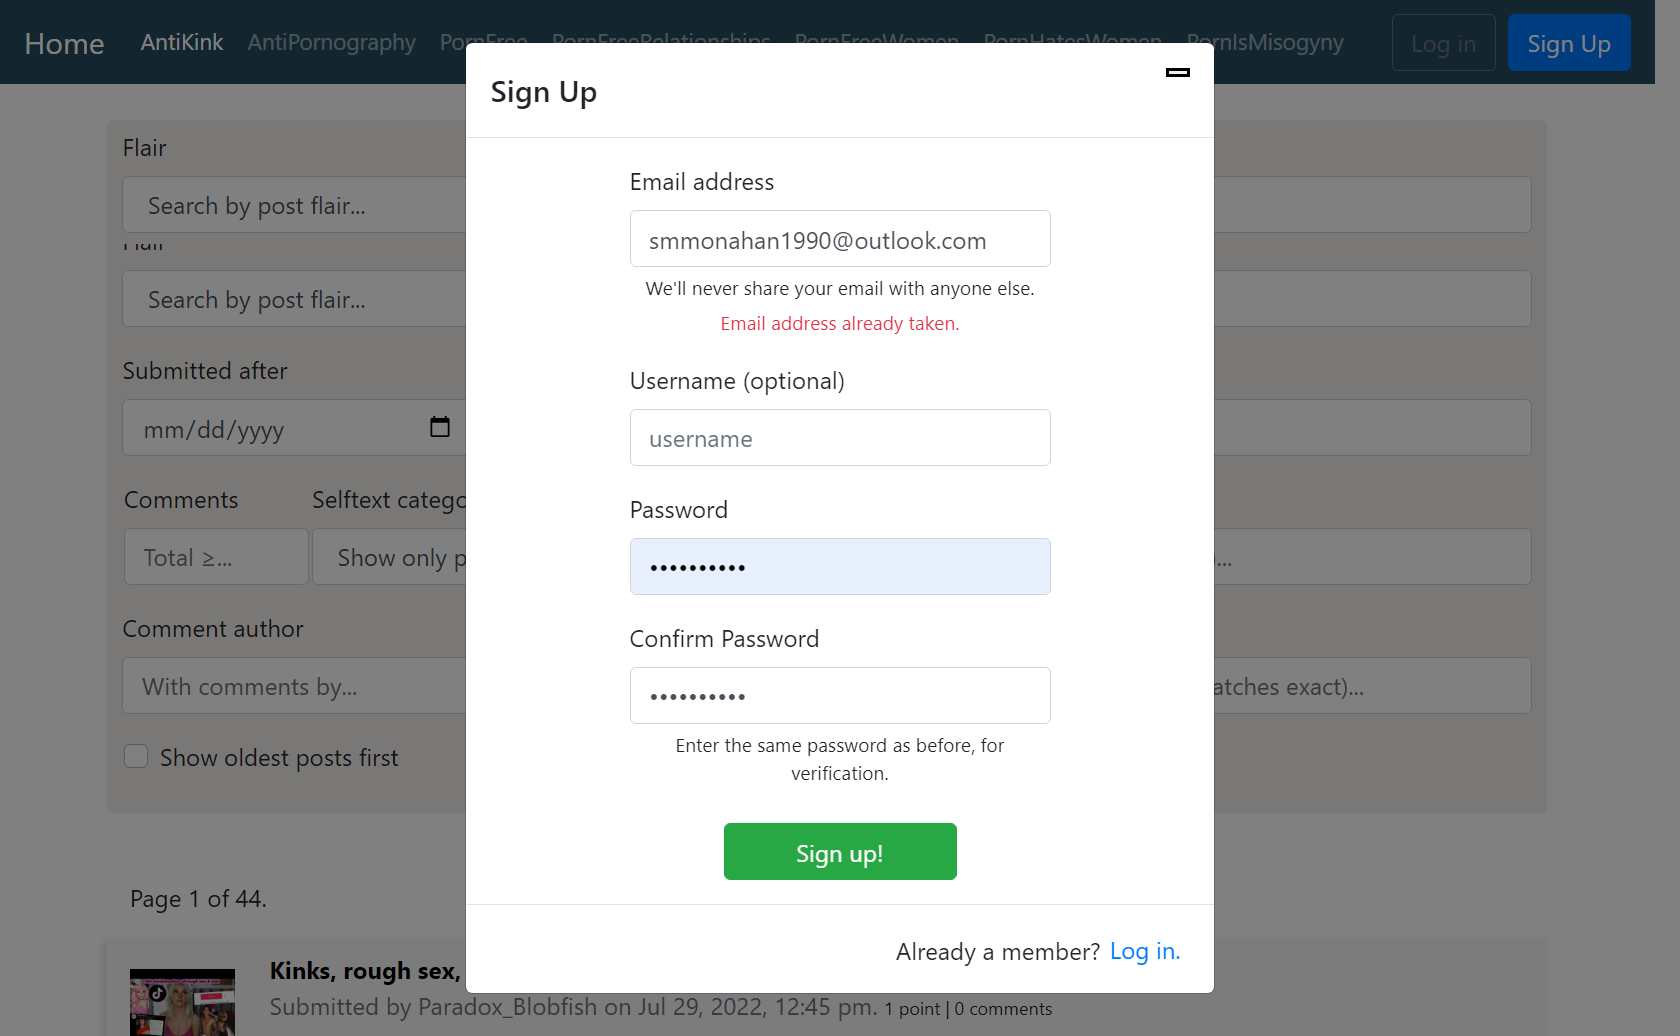 Home AntiKink AntiPornography PornFree PornFreeRelationships PornFreeWomen PornHatesWomen PornIsMisogyny Log in Sign Up
Sign Up
Email address
smmonahan1990@outlook.com
We'll never share your email with anyone else.
Email address already taken.
Username (optional)
username
Password
••••••••••
Confirm Password
••••••••••
Enter the same password as before, for
verification.
Sign up!
Already a member? Log in.
Flair
Search by post flair...
Flair
Search by post flair...
Submitted after
mm/dd/yyyy
Comments Selftext catego
Total ≥... Show only p ...
Comment author
With comments by... atches exact)...
Show oldest posts first
Page 1 of 44.
Kinks, rough sex,
Submitted by Paradox_Blobfish on Jul 29, 2022, 12:45 pm. 1 point | 0 comments